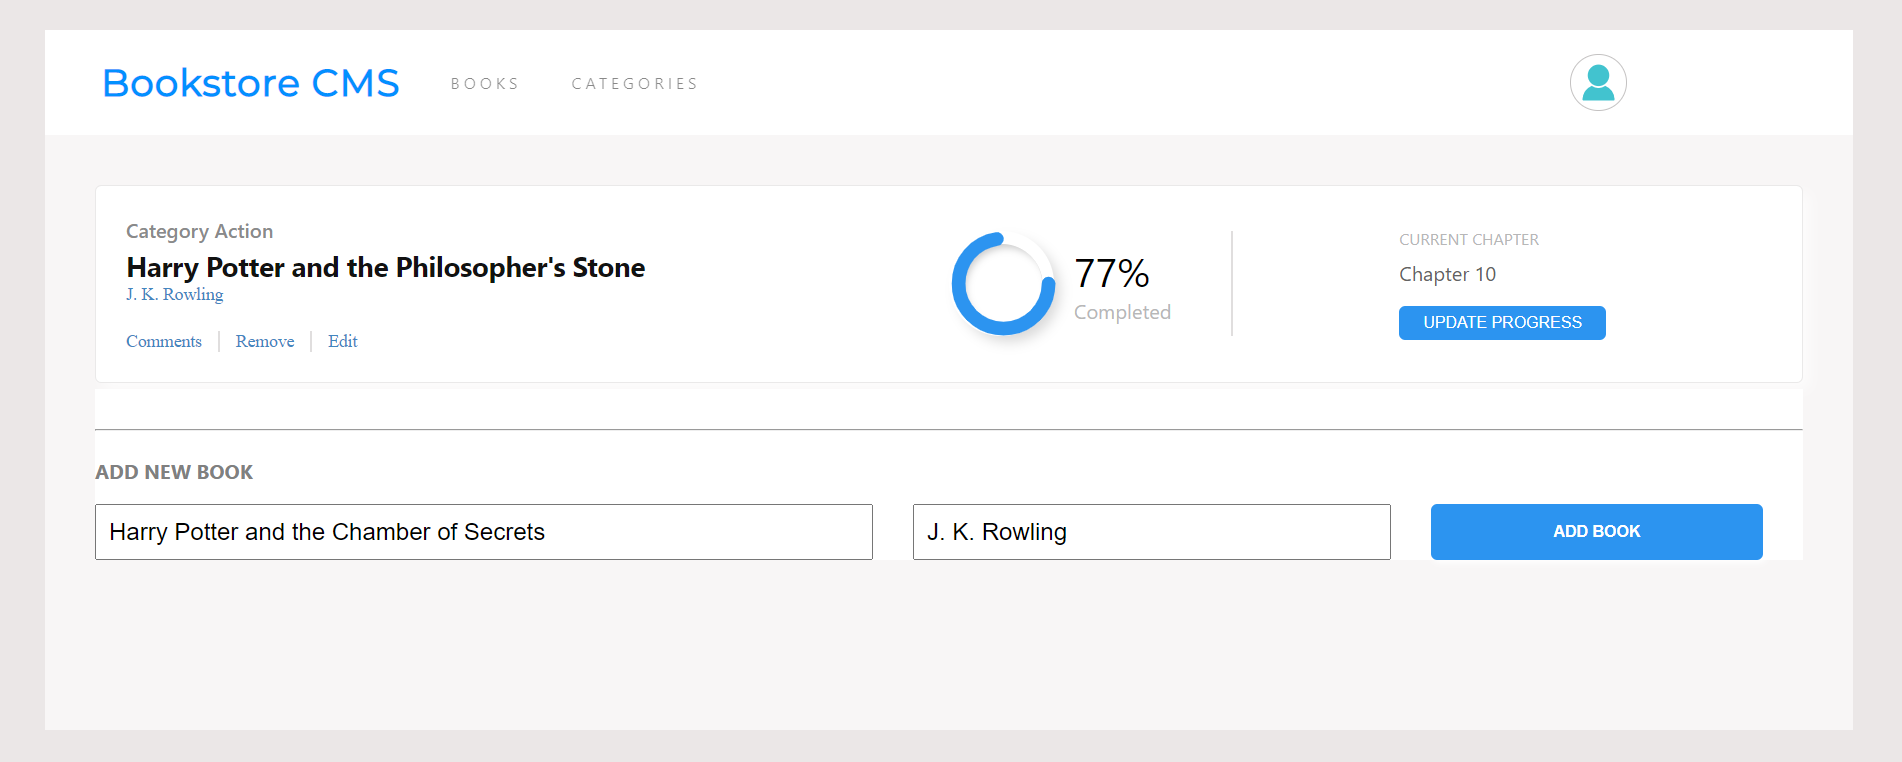 Bookstore CMS
BOOKS
CATEGORIES
Category Action
Harry Potter and the Philosopher's Stone
J. K. Rowling
Comments
Remove
Edit
77%
Completed
CURRENT CHAPTER
Chapter 10
UPDATE PROGRESS
ADD NEW BOOK
Harry Potter and the Chamber of Secrets
J. K. Rowling
ADD BOOK